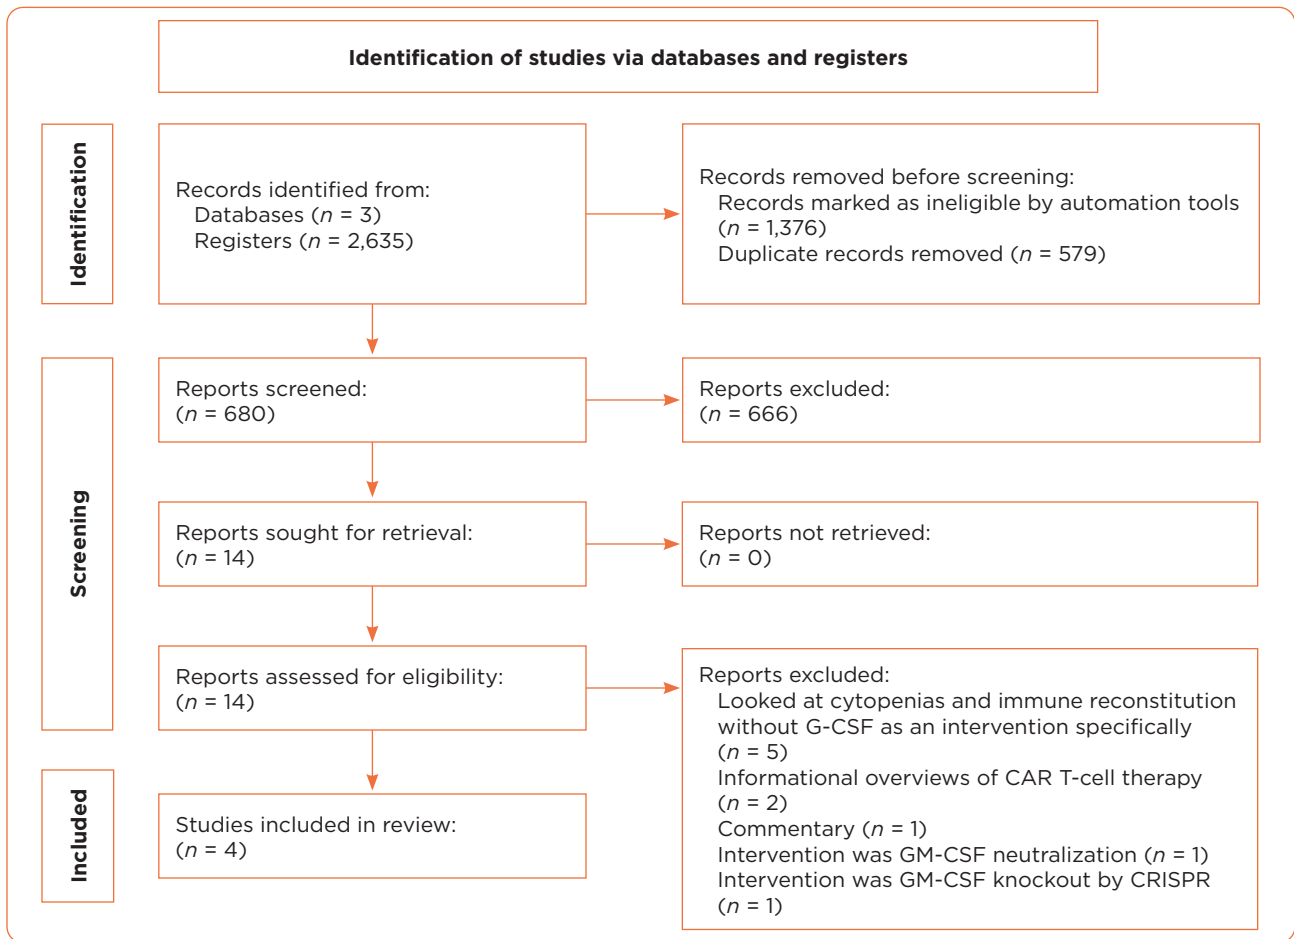 Identification of studies via databases and registers
Identification
Records identified from:
Databases (n = 3)
Registers (n = 2,635)
Records removed before screening:
Records marked as ineligible by automation tools
(n = 1,376)
Duplicate records removed (n = 579)
Screening
Reports screened:
(n = 680)
Reports excluded:
(n = 666)
Reports sought for retrieval:
(n = 14)
Reports not retrieved:
(n = 0)
Reports assessed for eligibility:
(n = 14)
Reports excluded:
Looked at cytopenias and immune reconstitution
without G-CSF as an intervention specifically
(n = 5)
Informational overviews of CAR T-cell therapy
(n = 2)
Commentary (n = 1)
Intervention was GM-CSF neutralization (n = 1)
Intervention was GM-CSF knockout by CRISPR
(n = 1)
Included
Studies included in review:
(n = 4)